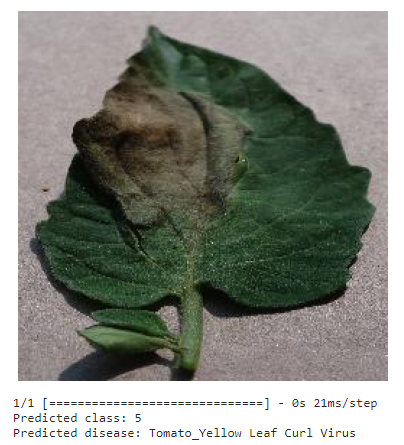 1/1 [==============================] - 0s 21ms/step
Predicted class: 5
Predicted disease: Tomato_Yellow Leaf Curl Virus